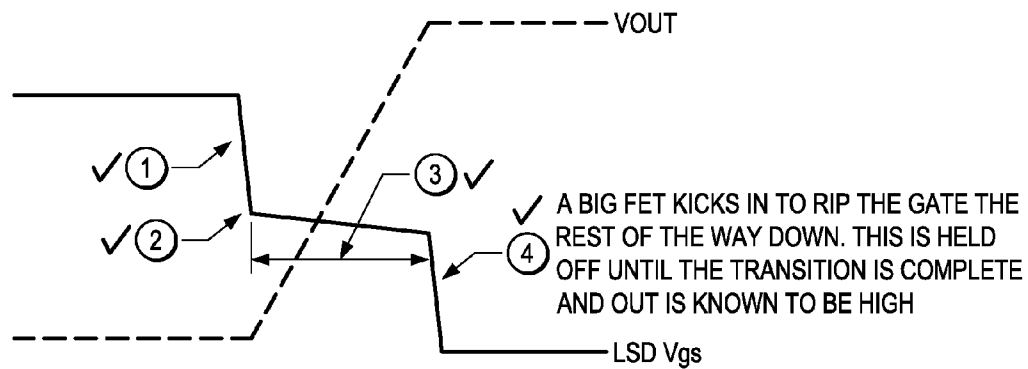 VOUT
1
3
2
4
A BIG FET KICKS IN TO RIP THE GATE THE
REST OF THE WAY DOWN. THIS IS HELD
OFF UNTIL THE TRANSITION IS COMPLETE
AND OUT IS KNOWN TO BE HIGH
LSD Vgs